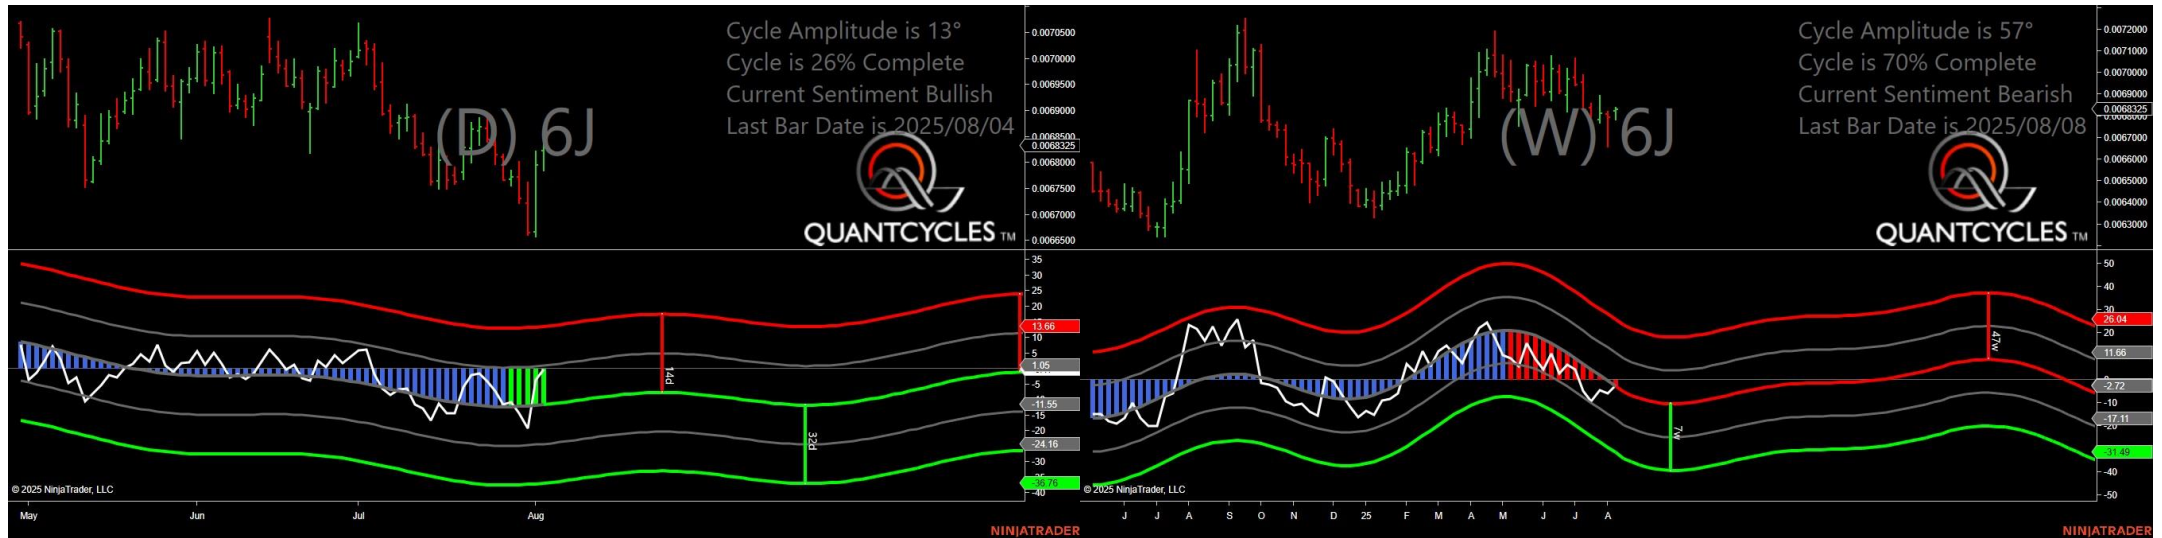 Cycle Amplitude is 13°
Cycle is 26% Complete
Current Sentiment Bullish
Last Bar Date is 2025/08/04
(D) 6J
QUANTCYCLES TM
0.0070500
0.0070000
0.0069500
0.0069000
0.0068500
0.0068325
0.0068000
0.0067500
0.0067000
0.0066500
35
30
25
20
13.66
10
5
1.05
-5
-11.55
-15
-20
-24.16
-30
-36.76
-40
14d
32d
© 2025 NinjaTrader, LLC
May Jun Jul Aug
NINJATRADER
Cycle Amplitude is 57°
Cycle is 70% Complete
Current Sentiment Bearish
Last Bar Date is 2025/08/08
(W) 6J
QUANTCYCLES TM
0.0072000
0.0071000
0.0070000
0.0069000
0.0068325
0.0067000
0.0066000
0.0065000
0.0064000
0.0063000
50
40
30
26.04
20
11.66
-2.72
-10
-17.11
-31.49
-40
-50
47w
7w
© 2025 NinjaTrader, LLC
J J A S O N D 25 F M A M J J A
NINJATRADER